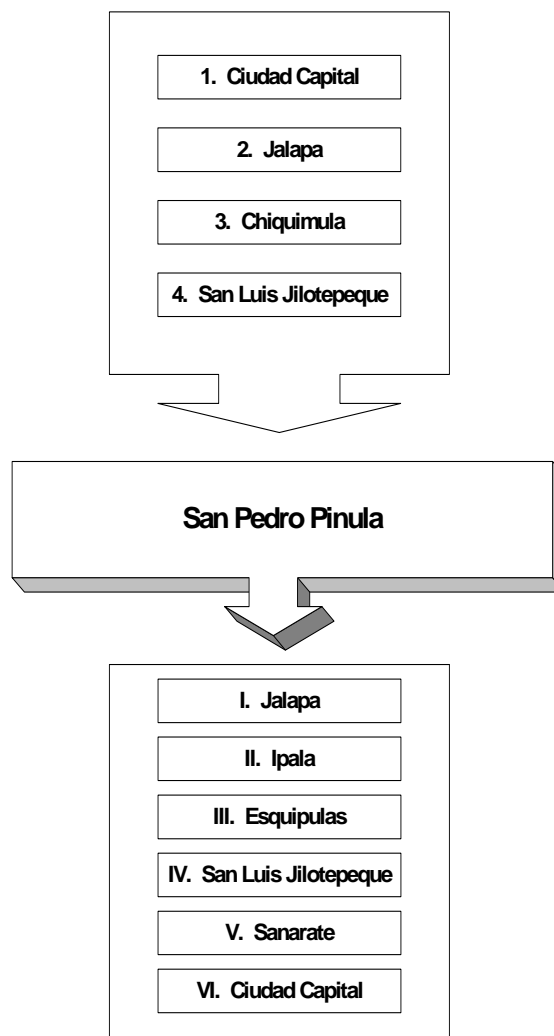 1. Ciudad Capital
2. Jalapa
3. Chiquimula
4. San Luis Jilotepeque
San Pedro Pinula
I. Jalapa
II. Ipala
III. Esquipulas
IV. San Luis Jilotepeque
V. Sanarate
VI. Ciudad Capital